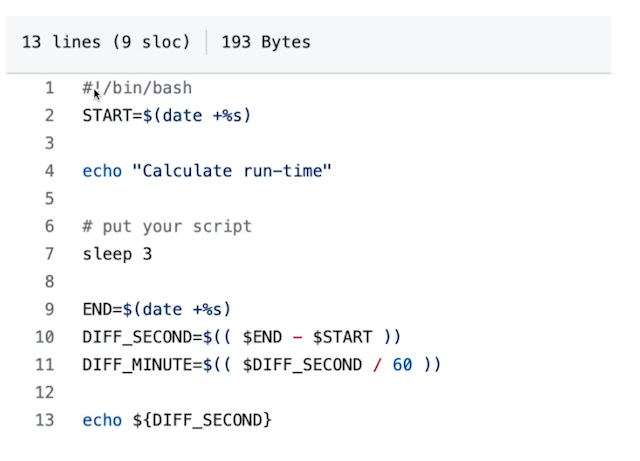 13 lines (9 sloc) 193 Bytes
1 #!/bin/bash
2 START=$(date +%s)
3
4 echo "Calculate run-time"
5
6 # put your script
7 sleep 3
8
9 END=$(date +%s)
10 DIFF_SECOND=$(( $END - $START ))
11 DIFF_MINUTE=$(( $DIFF_SECOND / 60 ))
12
13 echo ${DIFF_SECOND}